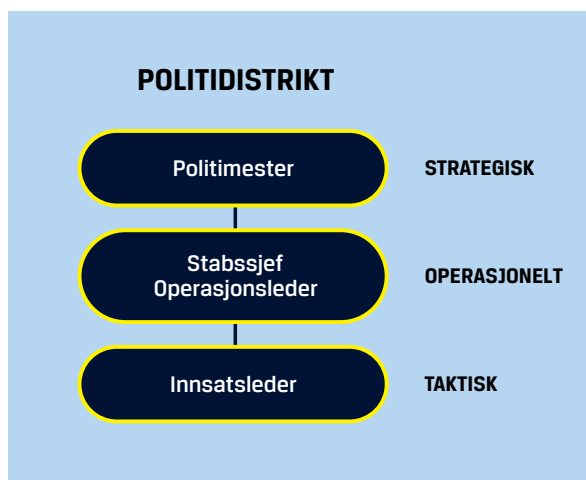 POLITIDISTRIKT
Politimester
STRATEGISK
Stabssjef
Operasjonsleder
OPERASJONELT
Innsatsleder
TAKTISK